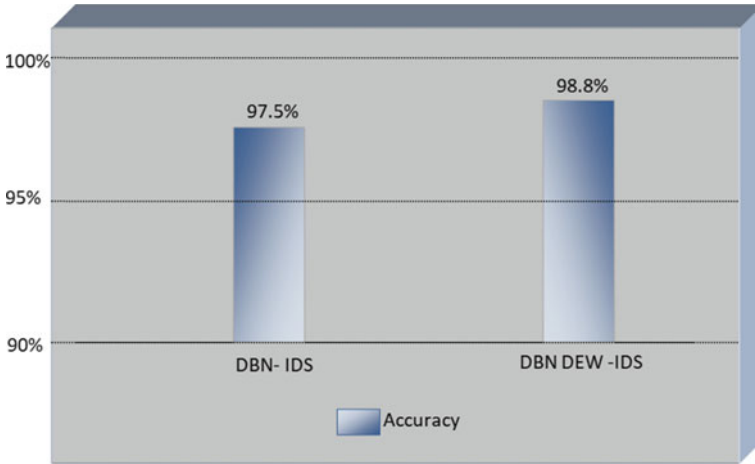 100%
98.8%
97.5%
95%
90%
DBN- IDS
DBN DEW -IDS
Accuracy